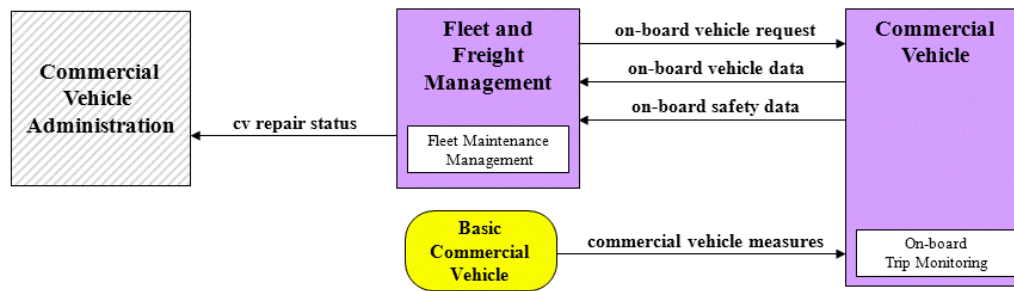 Commercial
Vehicle
Administration
cv repair status
Fleet and
Freight
Management
Fleet Maintenance
Management
on-board vehicle request
on-board vehicle data
on-board safety data
Commercial
Vehicle
Basic
Commercial
Vehicle
commercial vehicle measures
On-board
Trip Monitoring